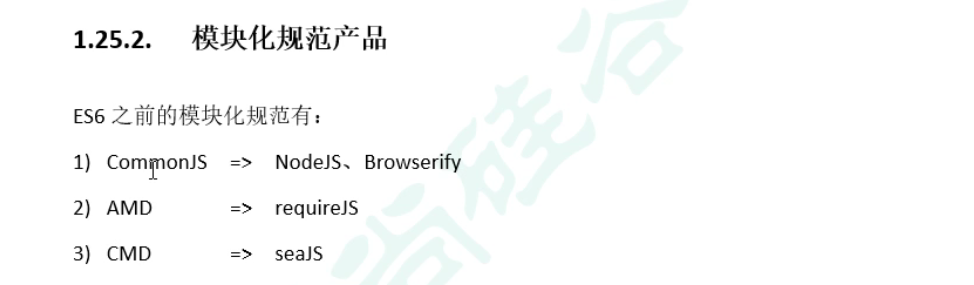 1.25.2. 模块化规范产品
ES6 之前的模块化规范有：
1) CommonJS => NodeJS、Browserify
2) AMD => requireJS
3) CMD => seaJS
尚硅谷